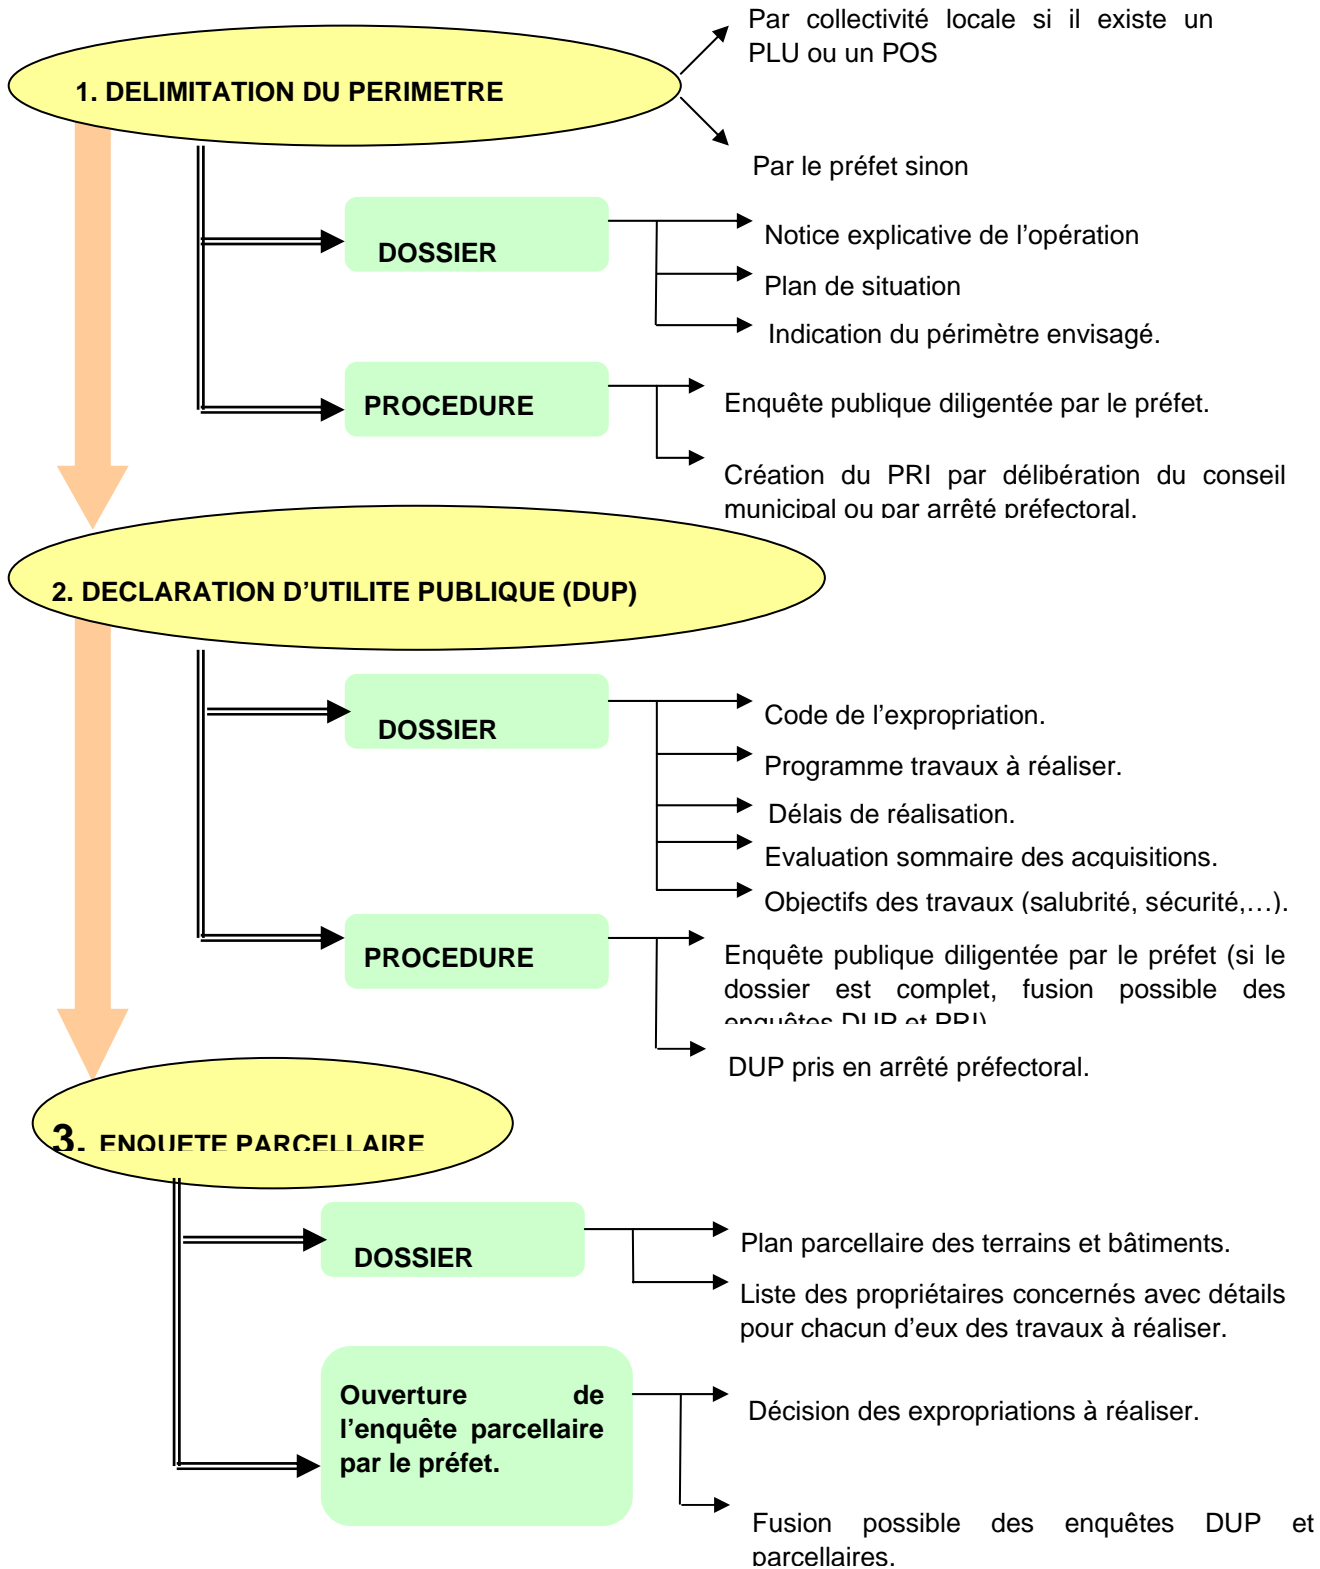 Par collectivité locale si il existe un
PLU ou un POS
1. DELIMITATION DU PERIMETRE
Par le préfet sinon
DOSSIER
Notice explicative de l’opération
Plan de situation
Indication du périmètre envisagé.
PROCEDURE
Enquête publique diligentée par le préfet.
Création du PRI par délibération du conseil
municipal ou par arrêté préfectoral.
2. DECLARATION D’UTILITE PUBLIQUE (DUP)
DOSSIER
Code de l’expropriation.
Programme travaux à réaliser.
Délais de réalisation.
Evaluation sommaire des acquisitions.
Objectifs des travaux (salubrité, sécurité,…).
PROCEDURE
Enquête publique diligentée par le préfet (si le
dossier est complet, fusion possible des
enquêtes DUP et PRI)
DUP pris en arrêté préfectoral.
3. ENQUETE PARCELLAIRE
DOSSIER
Plan parcellaire des terrains et bâtiments.
Liste des propriétaires concernés avec détails
pour chacun d’eux des travaux à réaliser.
Ouverture de
l’enquête parcellaire
par le préfet.
Décision des expropriations à réaliser.
Fusion possible des enquêtes DUP et
parcellaires.